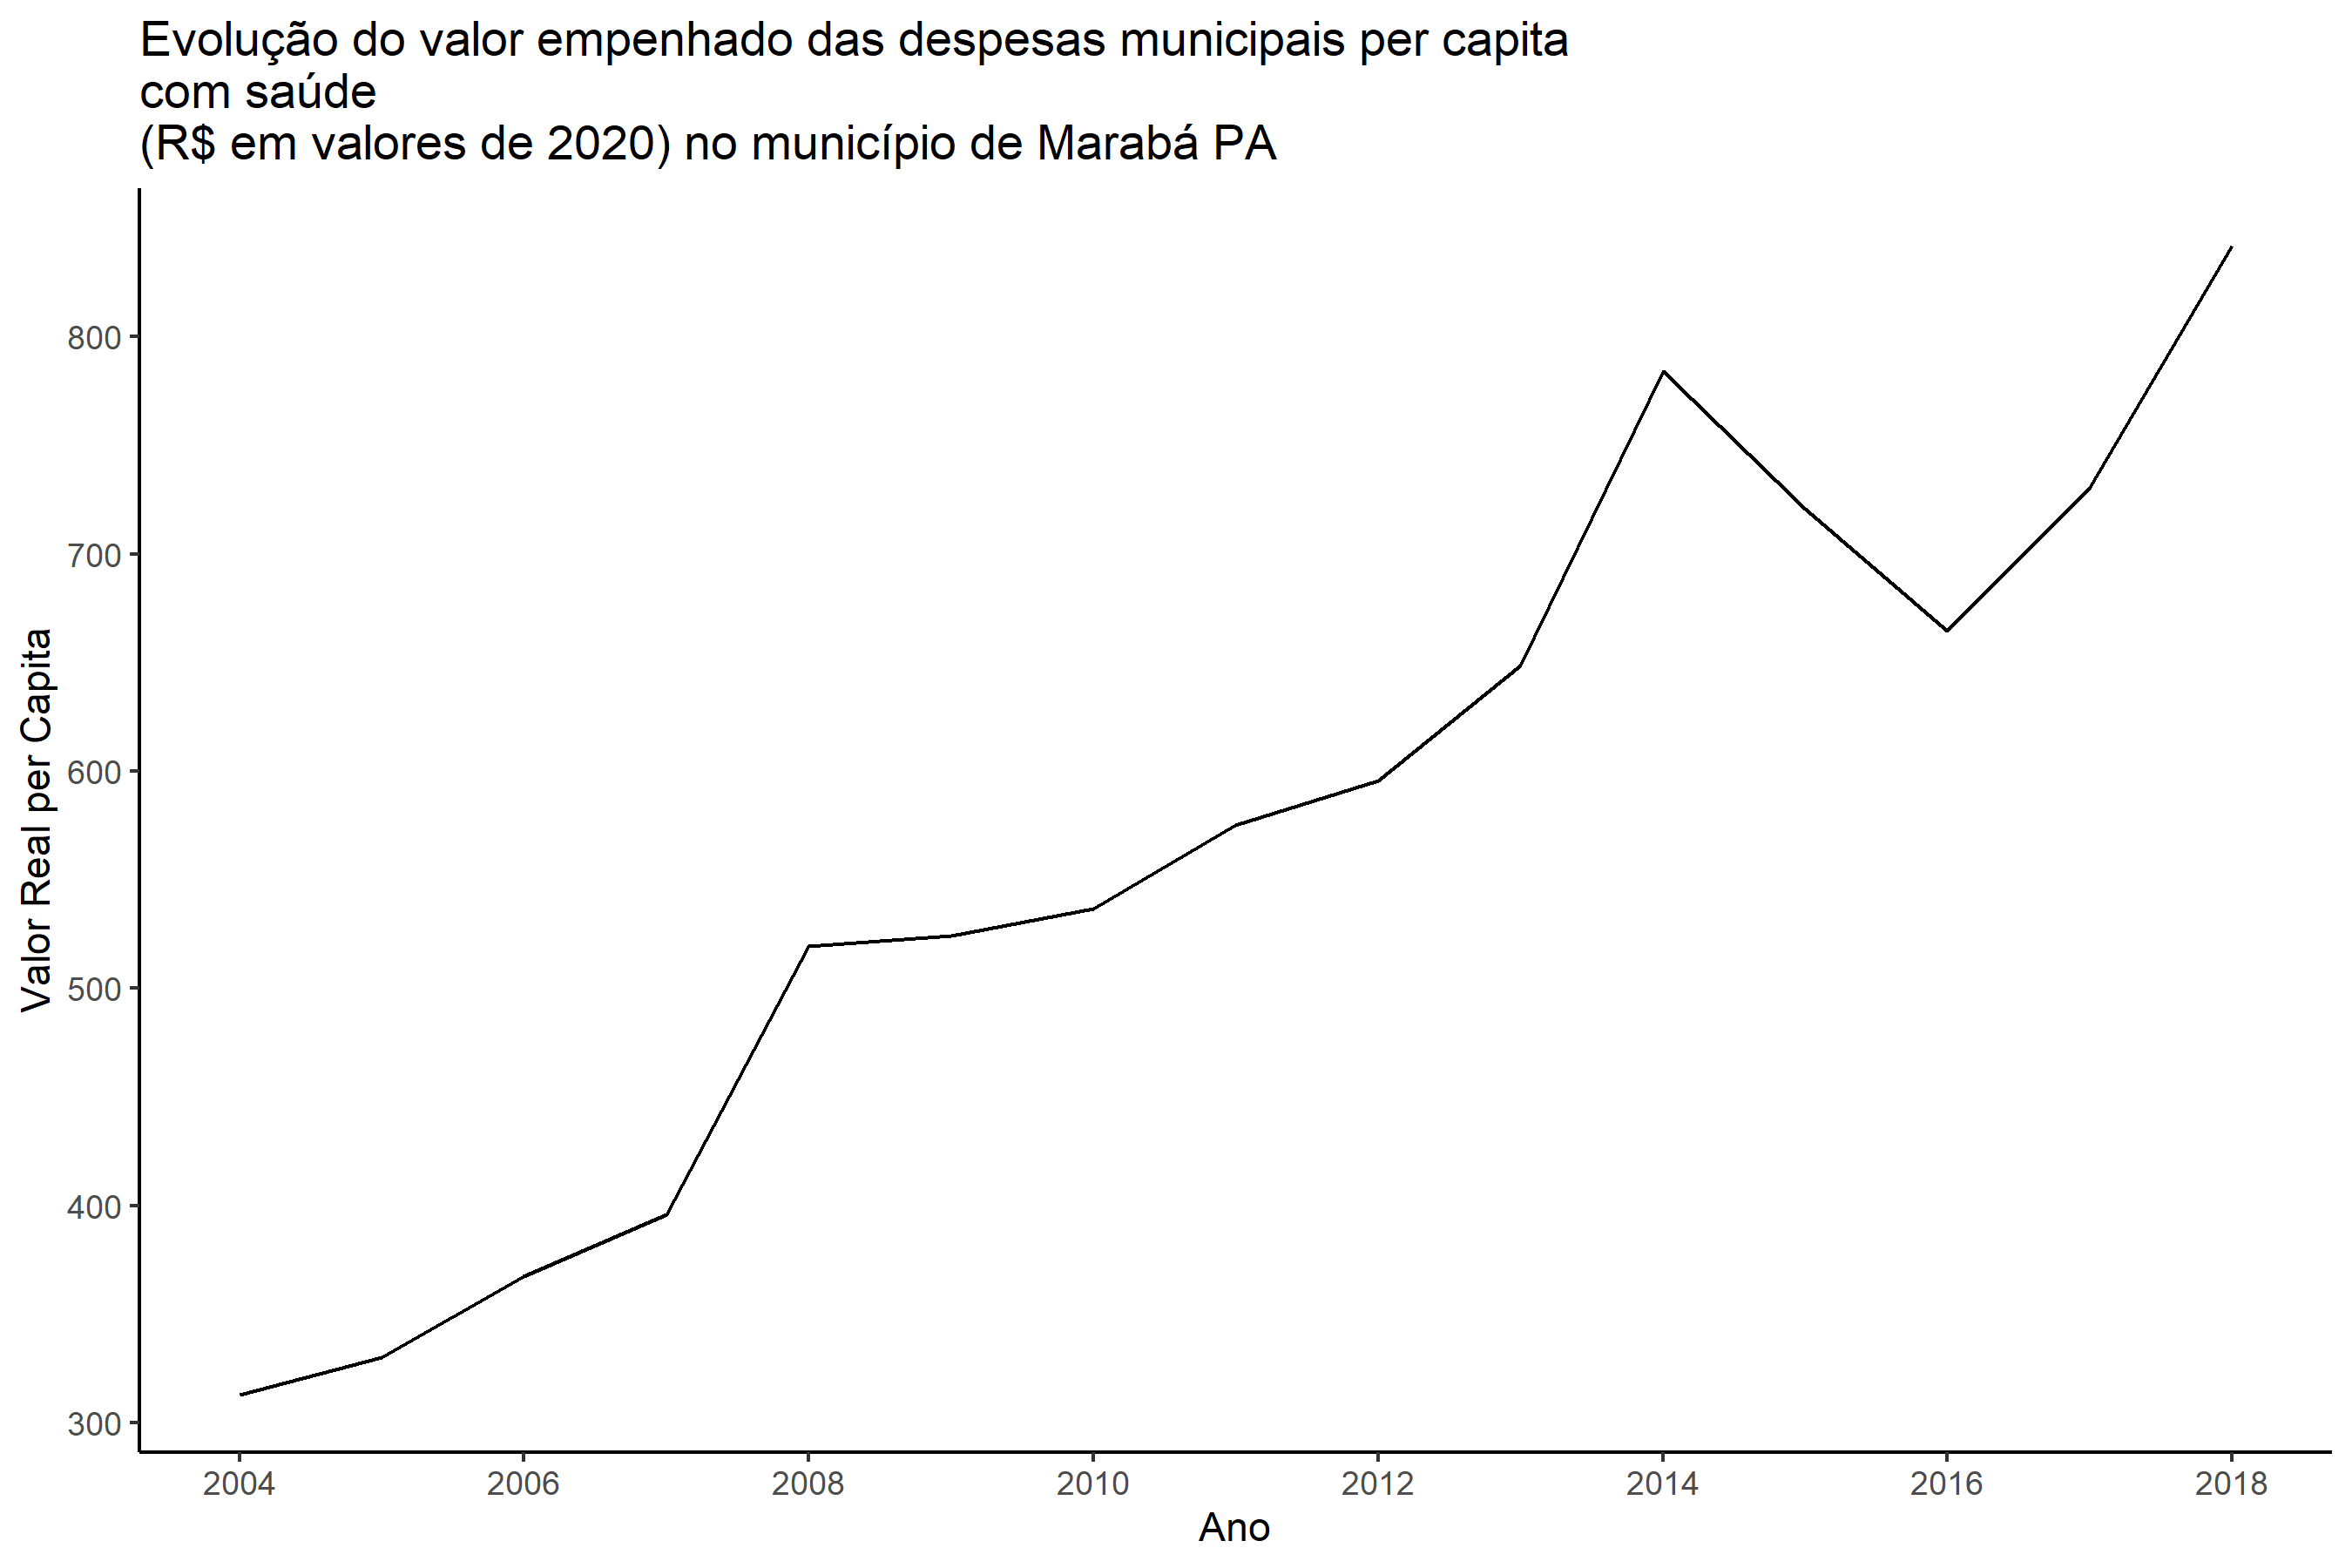 Evolução do valor empenhado das despesas municipais per capita
com saúde
(R$ em valores de 2020) no município de Marabá PA
Valor Real per Capita
800
700
600
500
400
300
2004 2006 2008 2010 2012 2014 2016 2018
Ano